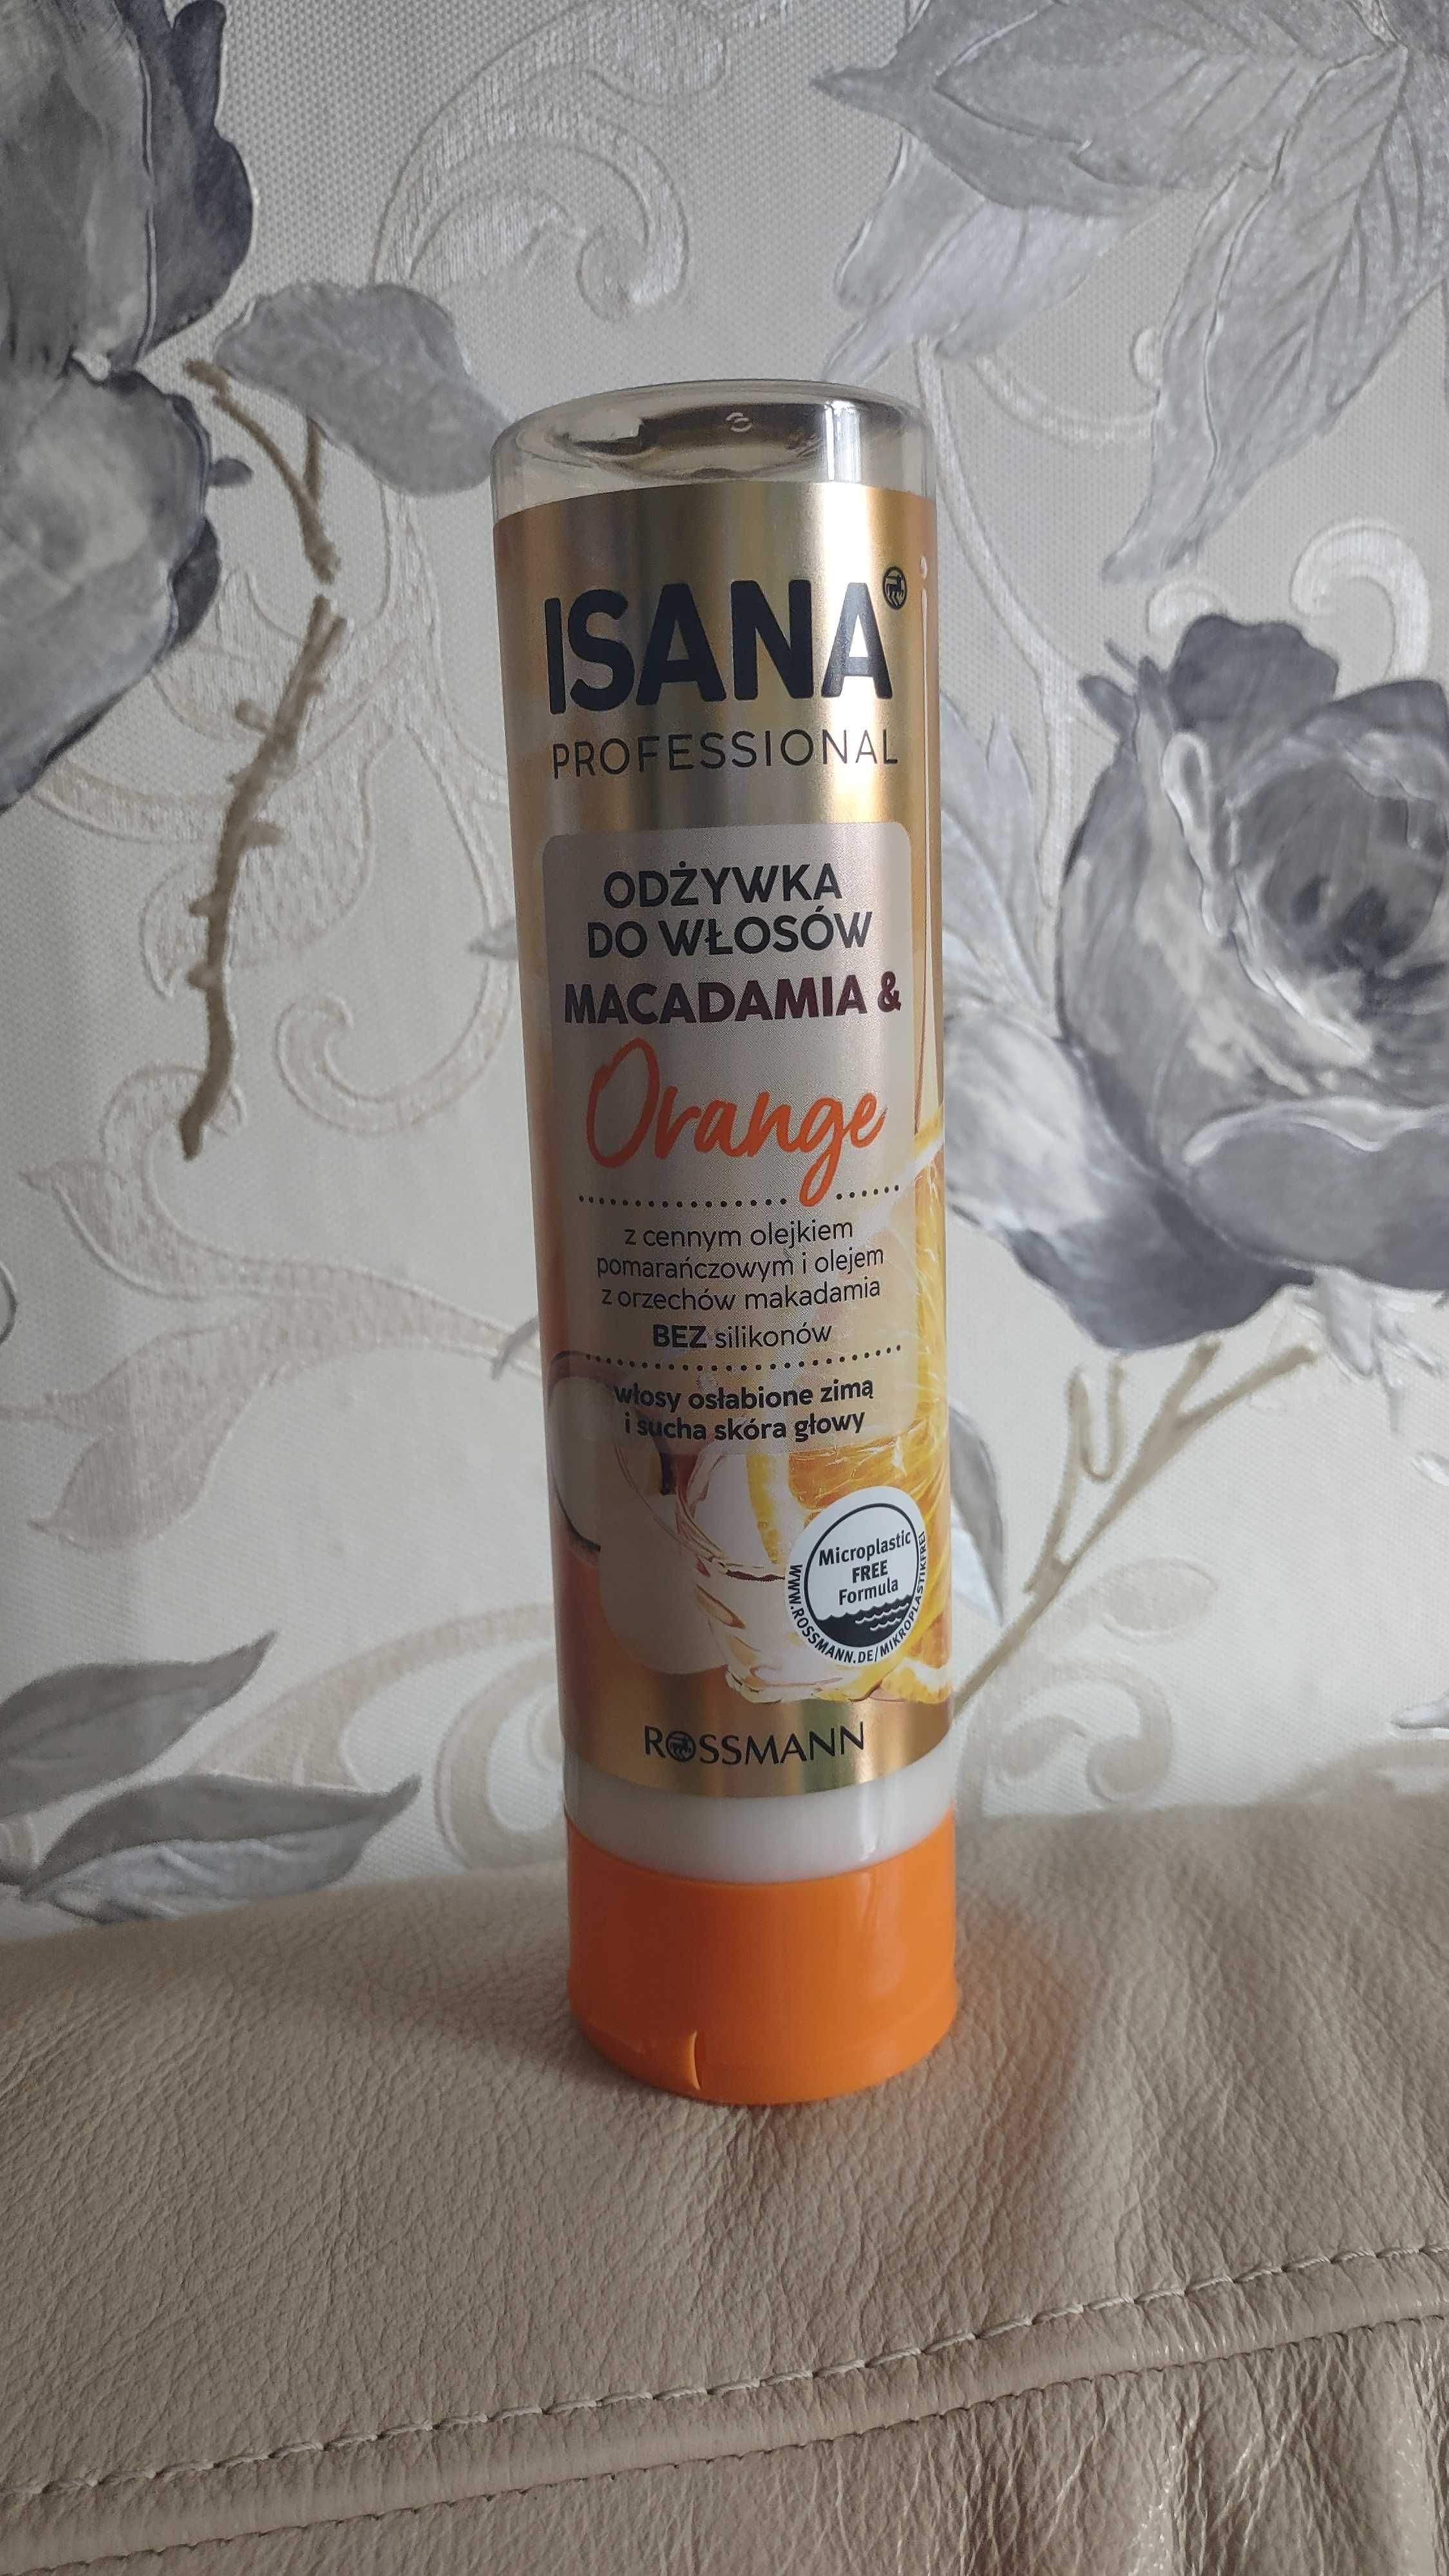 ISANA
PROFESSIONAL
ODŻYWKA
DO WŁOSÓW
MACADAMIA &
Orange
z cennym olejkiem
pomarańczowym i olejem
z orzechów makadamia
BEZ silikonów
włosy osłabione zimą
i sucha skóra głowy
Microplastic
FREE
Formula
WWW.ROSSMANN.DE/MIKROPLASTIKFREI
ROSSMANN